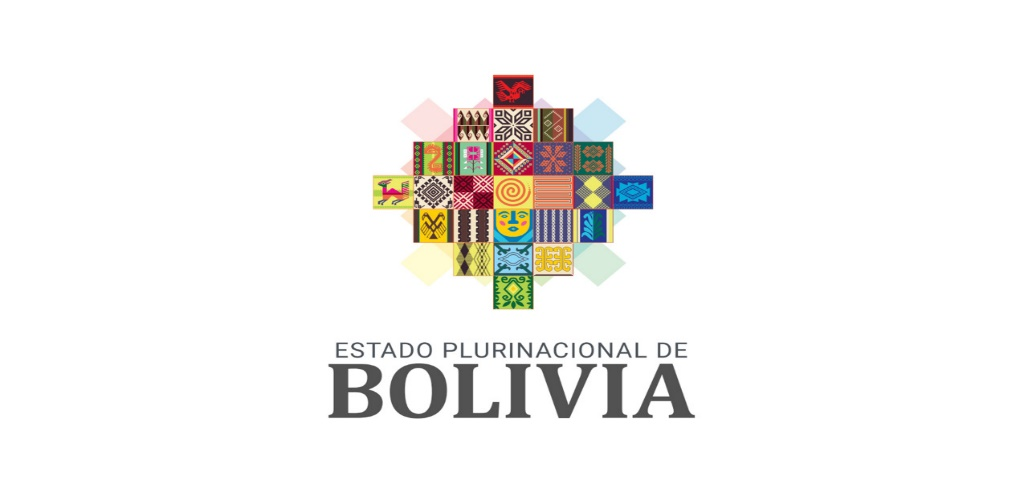 ESTADO PLURINACIONAL DE
BOLIVIA